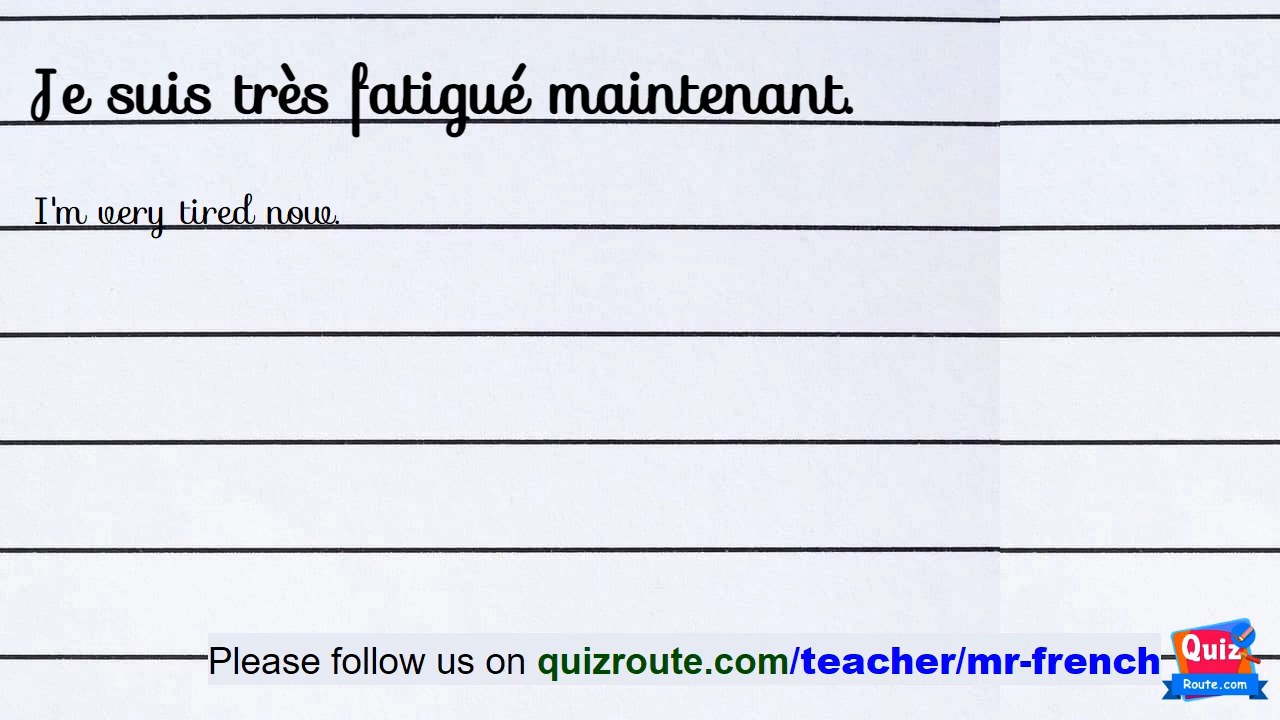 Je suis très fatigué maintenant.
I'm very tired now.
Please follow us on quizroute.com/teacher/mr-french
Quiz
Route.com